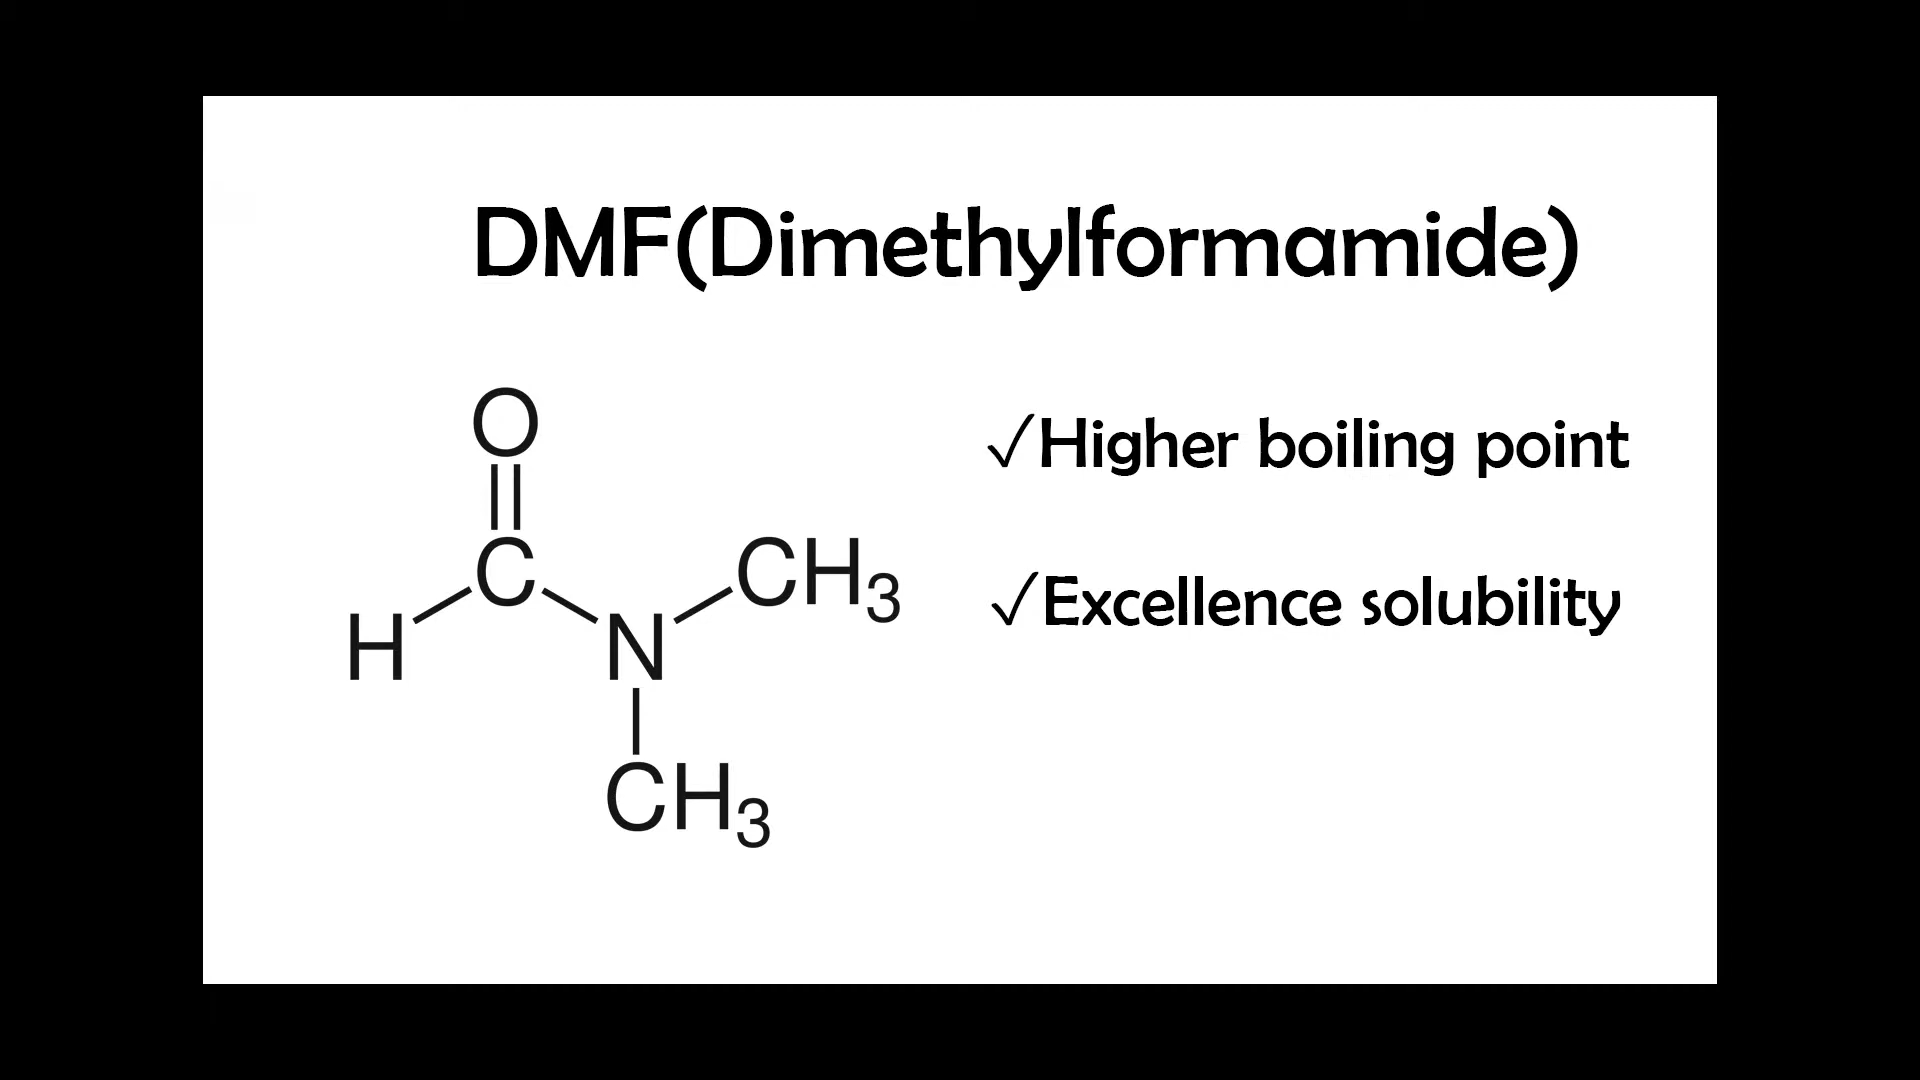 DMF(Dimethylformamide)
O
C
H
N
CH3
CH3
✓Higher boiling point
✓Excellence solubility